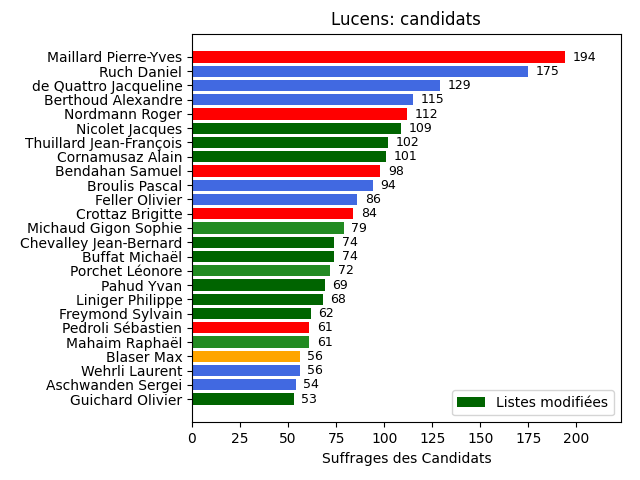 Lucens: candidats
Maillard Pierre-Yves 194
Ruch Daniel 175
de Quattro Jacqueline 129
Berthoud Alexandre 115
Nordmann Roger 112
Nicolet Jacques 109
Thuillard Jean-François 102
Cornamusaz Alain 101
Bendahan Samuel 98
Broulis Pascal 94
Feller Olivier 86
Crottaz Brigitte 84
Michaud Gigon Sophie 79
Chevalley Jean-Bernard 74
Buffat Michaël 74
Porchet Léonore 72
Pahud Yvan 69
Liniger Philippe 68
Freymond Sylvain 62
Pedroli Sébastien 61
Mahaim Raphaël 61
Blaser Max 56
Wehrli Laurent 56
Aschwanden Sergei 54
Guichard Olivier 53
Listes modifiées
0 25 50 75 100 125 150 175 200
Suffrages des Candidats